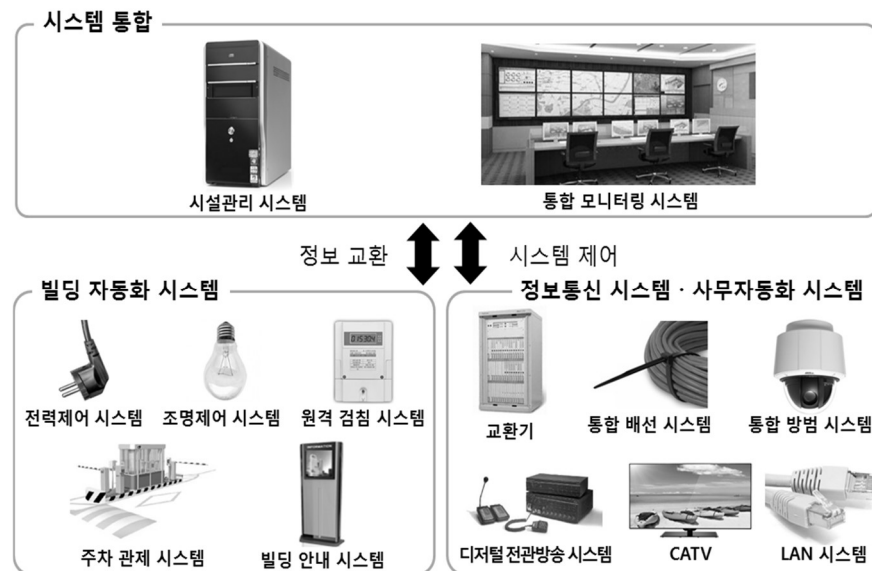 시스템 통합
시설관리 시스템
통합 모니터링 시스템
정보 교환
시스템 제어
빌딩 자동화 시스템
전력제어 시스템
조명제어 시스템
원격 검침 시스템
주차 관제 시스템
빌딩 안내 시스템
정보통신 시스템 · 사무자동화 시스템
교환기
통합 배선 시스템
통합 방범 시스템
디저털 전관방송 시스템
CATV
LAN 시스템